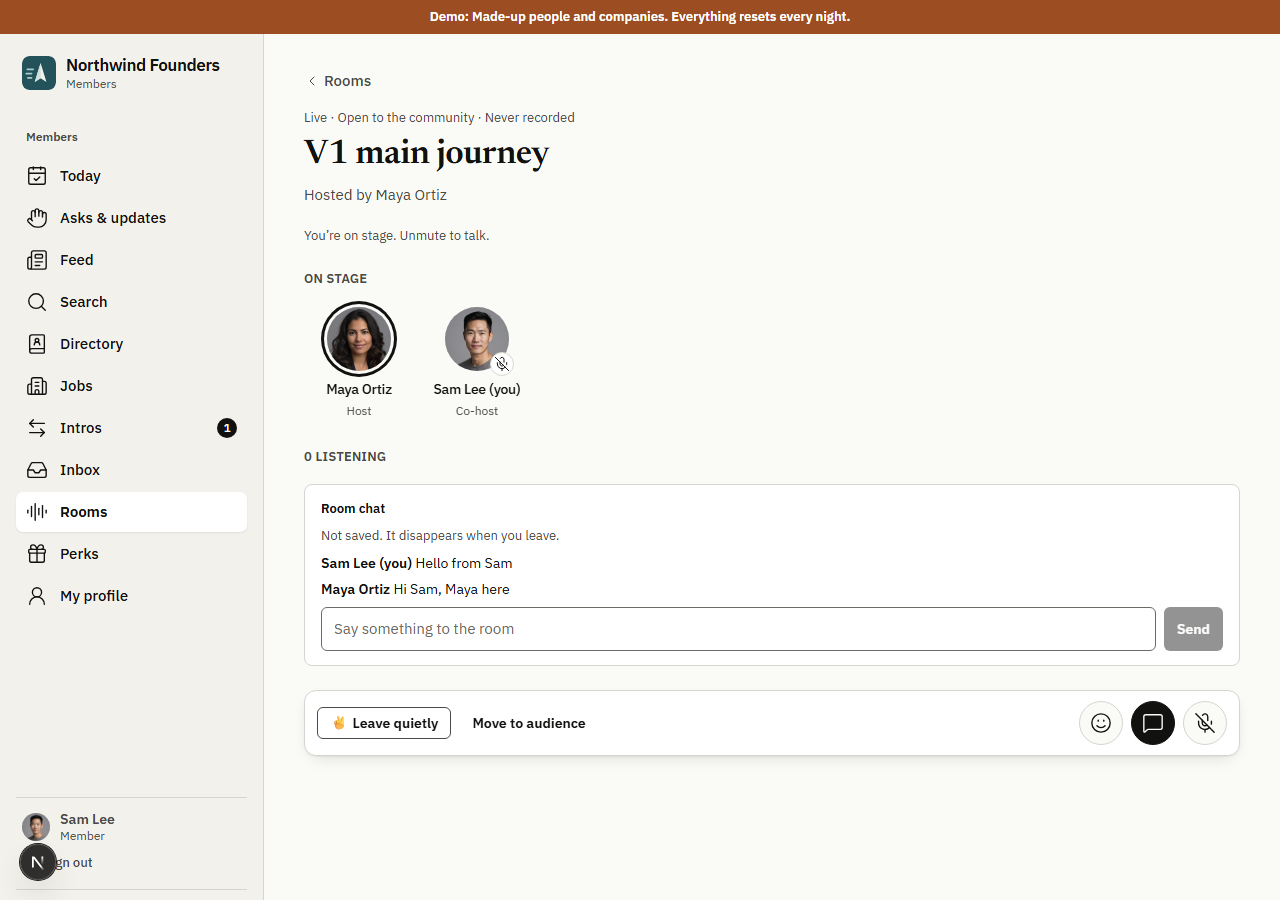 Demo: Made-up people and companies. Everything resets every night.
Northwind Founders
Members
Members
Today
Asks & updates
Feed
Search
Directory
Jobs
Intros 1
Inbox
Rooms
Perks
My profile
Sam Lee
Member
N gn out
Rooms
Live · Open to the community · Never recorded
V1 main journey
Hosted by Maya Ortiz
You’re on stage. Unmute to talk.
ON STAGE
Maya Ortiz
Host
Sam Lee (you)
Co-host
0 LISTENING
Room chat
Not saved. It disappears when you leave.
Sam Lee (you) Hello from Sam
Maya Ortiz Hi Sam, Maya here
Say something to the room
Send
✌ Leave quietly
Move to audience